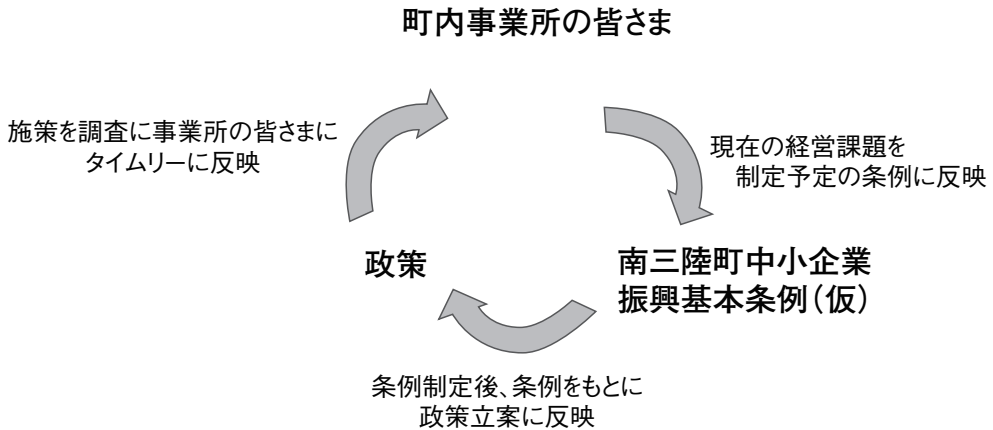 町内事業所の皆さま
施策を調査に事業所の皆さまに
タイムリーに反映
現在の経営課題を
制定予定の条例に反映
政策
南三陸町中小企業
振興基本条例(仮)
条例制定後、条例をもとに
政策立案に反映